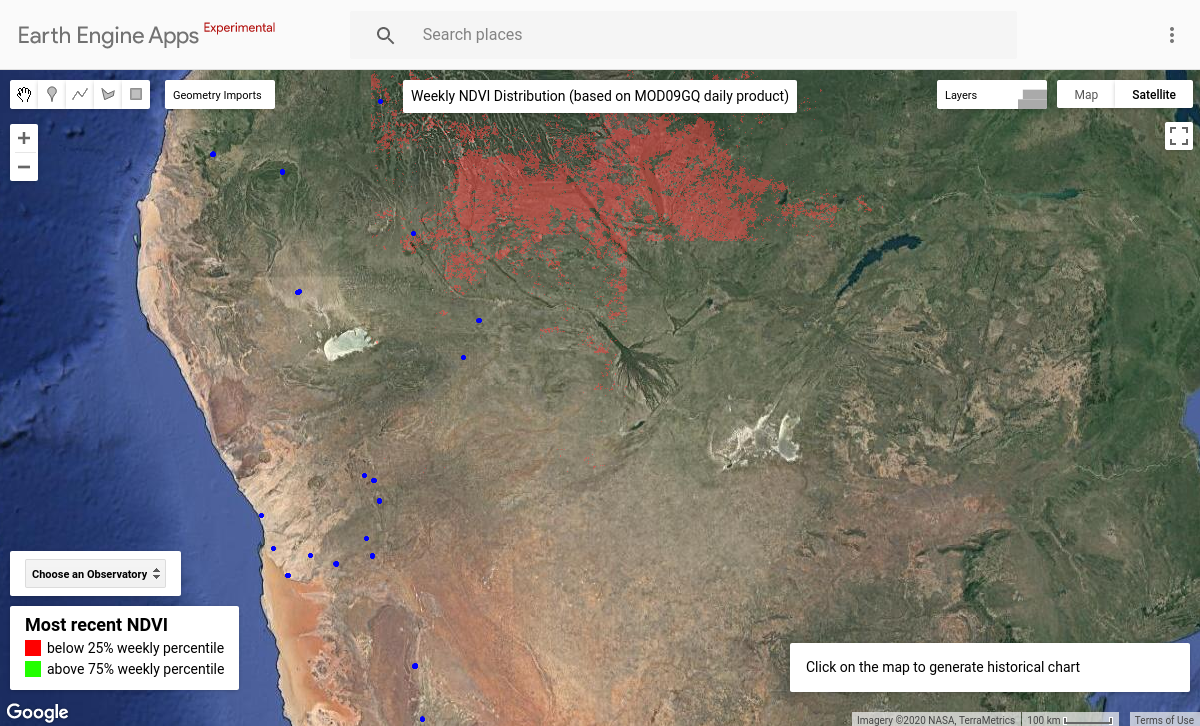 Earth Engine Apps Experimental
Search places
Geometry Imports
Weekly NDVI Distribution (based on MOD09GQ daily product)
Layers
Map
Satellite
+
−
Choose an Observatory
Most recent NDVI
below 25% weekly percentile
above 75% weekly percentile
Click on the map to generate historical chart
Google
Imagery ©2020 NASA, TerraMetrics
100 km
Terms of Use